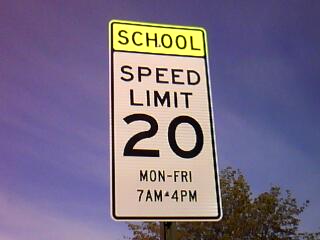 SCHOOL
SPEED
LIMIT
20
MON-FRI
7AM-4PM